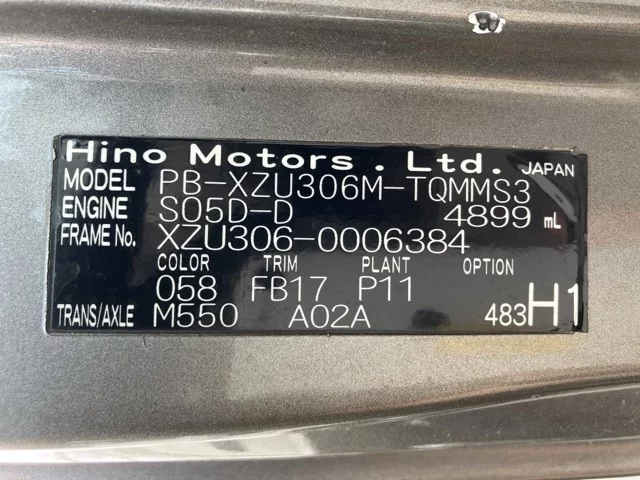 Hino Motors. Ltd. JAPAN
MODEL PB-XZU306M-TQMMS3
ENGINE S05D-D 4899 mL
FRAME No. XZU306-0006384
COLOR TRIM PLANT OPTION
058 FB17 P11
TRANS/AXLE M550 A02A 483H1